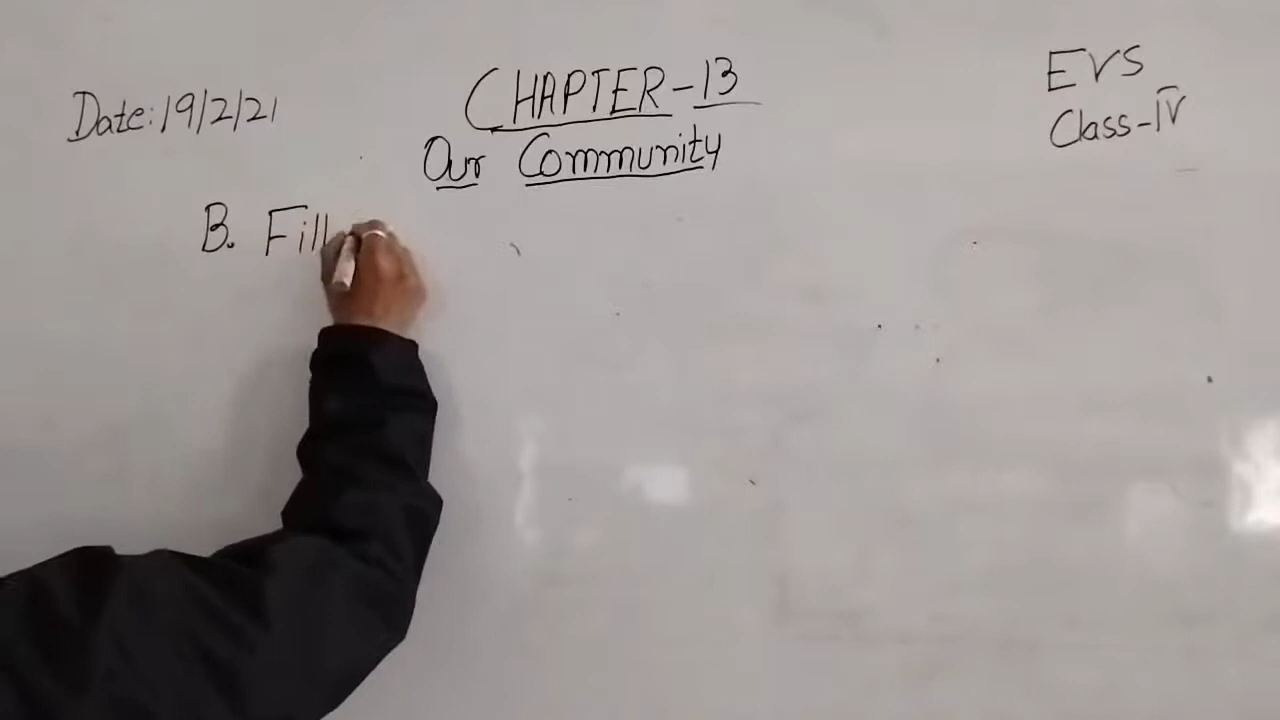 Date: 19/2/21
CHAPTER-13
EVS
Class-IV
Our Community
B. Fill